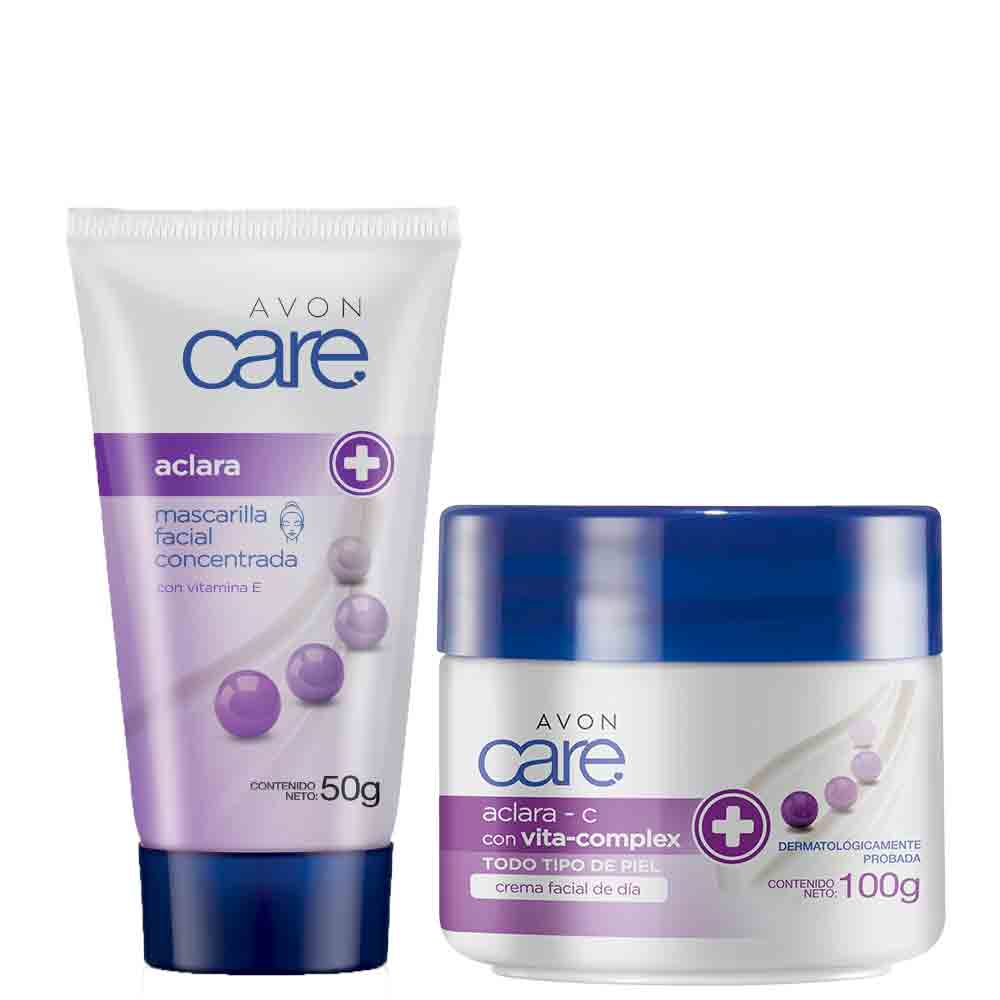 AVON
care
aclara
mascarilla
facial
concentrada
con vitamina E
CONTENIDO
NETO: 50g
AVON
care
aclara - c
con vita-complex
TODO TIPO DE PIEL
crema facial de día
DERMATOLÓGICAMENTE
PROBADA
CONTENIDO
NETO: 100g